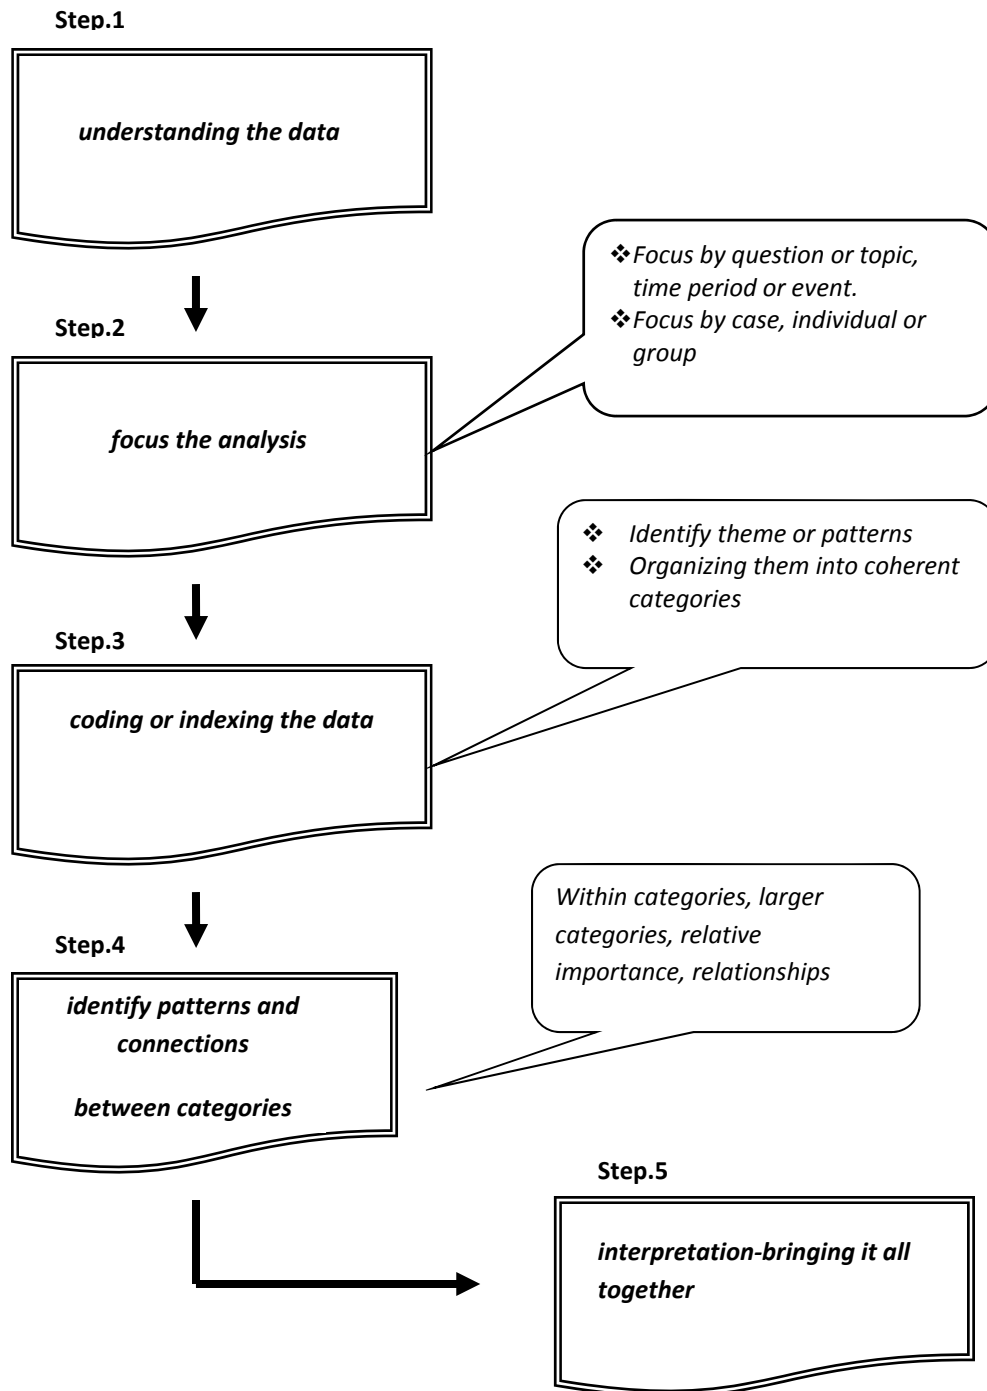 Step.1
understanding the data
Step.2
focus the analysis
❖Focus by question or topic,
time period or event.
❖Focus by case, individual or
group
Step.3
coding or indexing the data
❖ Identify theme or patterns
❖ Organizing them into coherent
categories
Step.4
identify patterns and
connections
between categories
Within categories, larger
categories, relative
importance, relationships
Step.5
interpretation-bringing it all
together